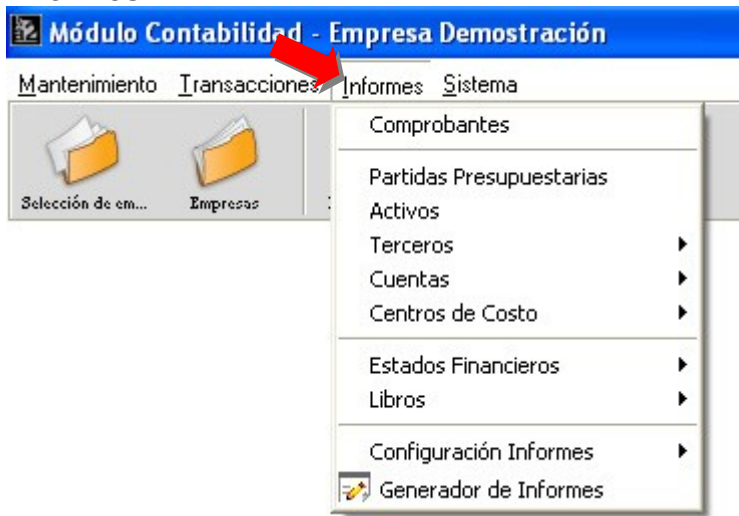 Módulo Contabilidad - Empresa Demostración
Mantenimiento Transacciones Informes Sistema
Selección de em... Empresas
Comprobantes
Partidas Presupuestarias
Activos
Terceros
Cuentas
Centros de Costo
Estados Financieros
Libros
Configuración Informes
Generador de Informes